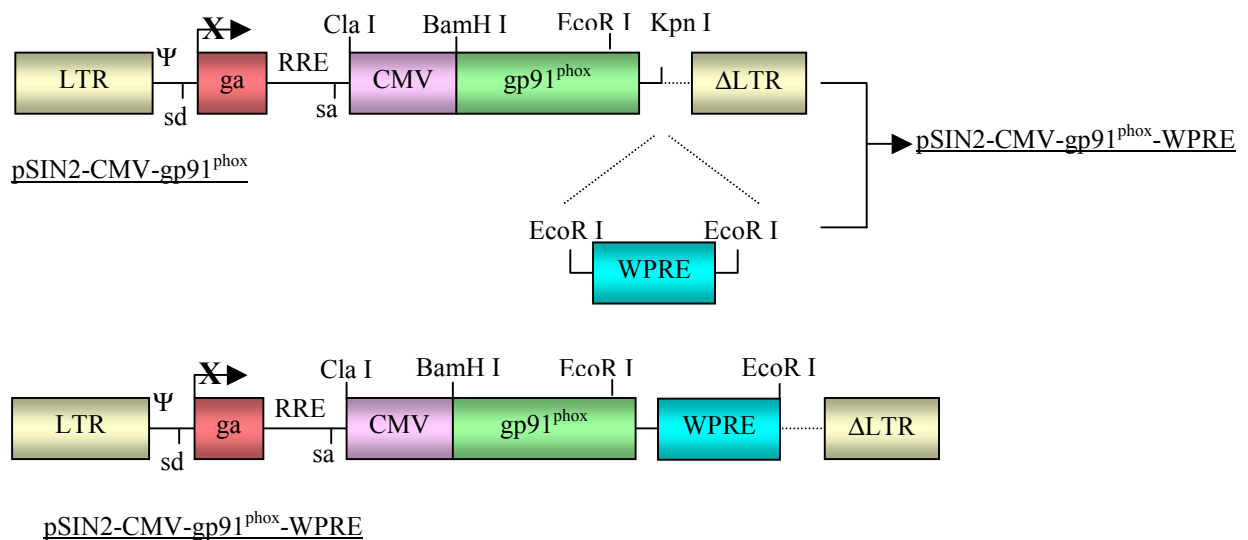 Cla I BamH I EcoR I Kpn I
X
Ψ RRE
LTR ga CMV gp91phox ΔLTR
sd sa
pSIN2-CMV-gp91phox
pSIN2-CMV-gp91phox-WPRE
EcoR I EcoR I
WPRE
Cla I BamH I EcoR I EcoR I
X
Ψ RRE
LTR ga CMV gp91phox WPRE ΔLTR
sd sa
pSIN2-CMV-gp91phox-WPRE